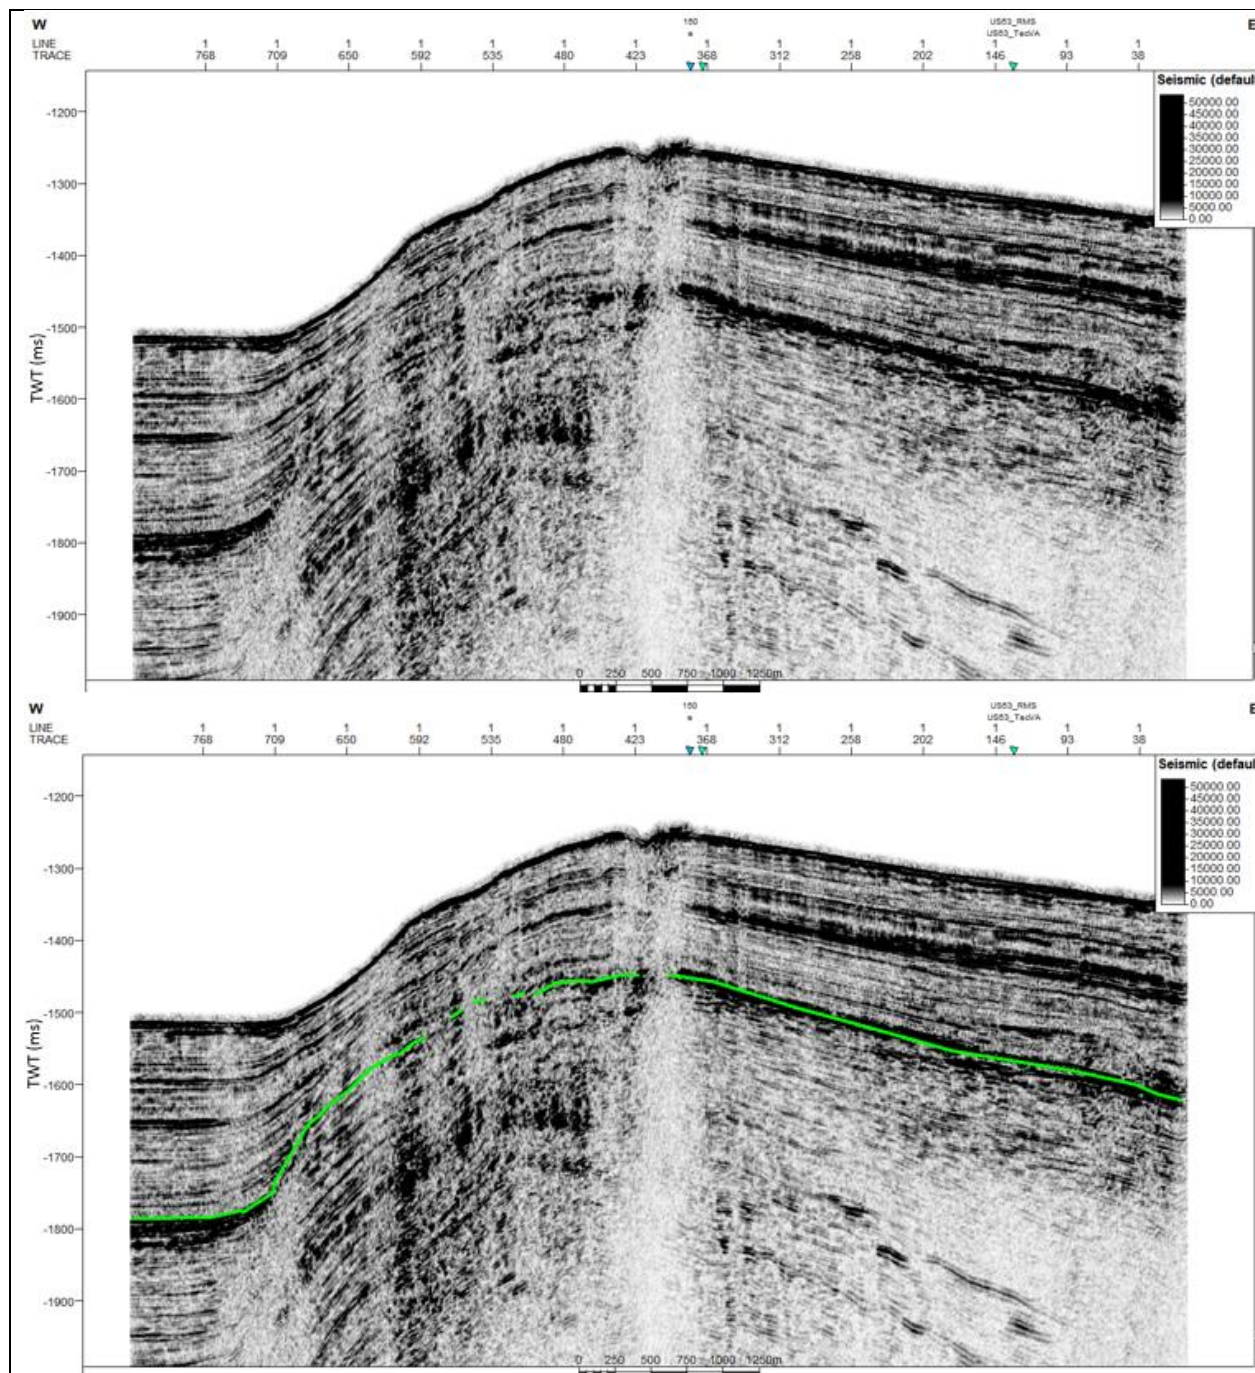 W
150
e
US63_RMS
US63_TecVA
E
LINE 1 1 1 1 1 1 1 1 1 1 1 1 1 1
TRACE 768 709 650 592 535 480 423 368 312 258 202 146 93 38
Seismic (defaul
50000.00
45000.00
40000.00
35000.00
30000.00
25000.00
20000.00
15000.00
10000.00
5000.00
0.00
-1200
-1300
-1400
-1500
-1600
-1700
-1800
-1900
TWT (ms)
0 250 500 750 1000 1250m
W
150
e
US63_RMS
US63_TecVA
E
LINE 1 1 1 1 1 1 1 1 1 1 1 1 1 1
TRACE 768 709 650 592 535 480 423 368 312 258 202 146 93 38
Seismic (defaul
50000.00
45000.00
40000.00
35000.00
30000.00
25000.00
20000.00
15000.00
10000.00
5000.00
0.00
-1200
-1300
-1400
-1500
-1600
-1700
-1800
-1900
TWT (ms)
0 250 500 750 1000 1250m